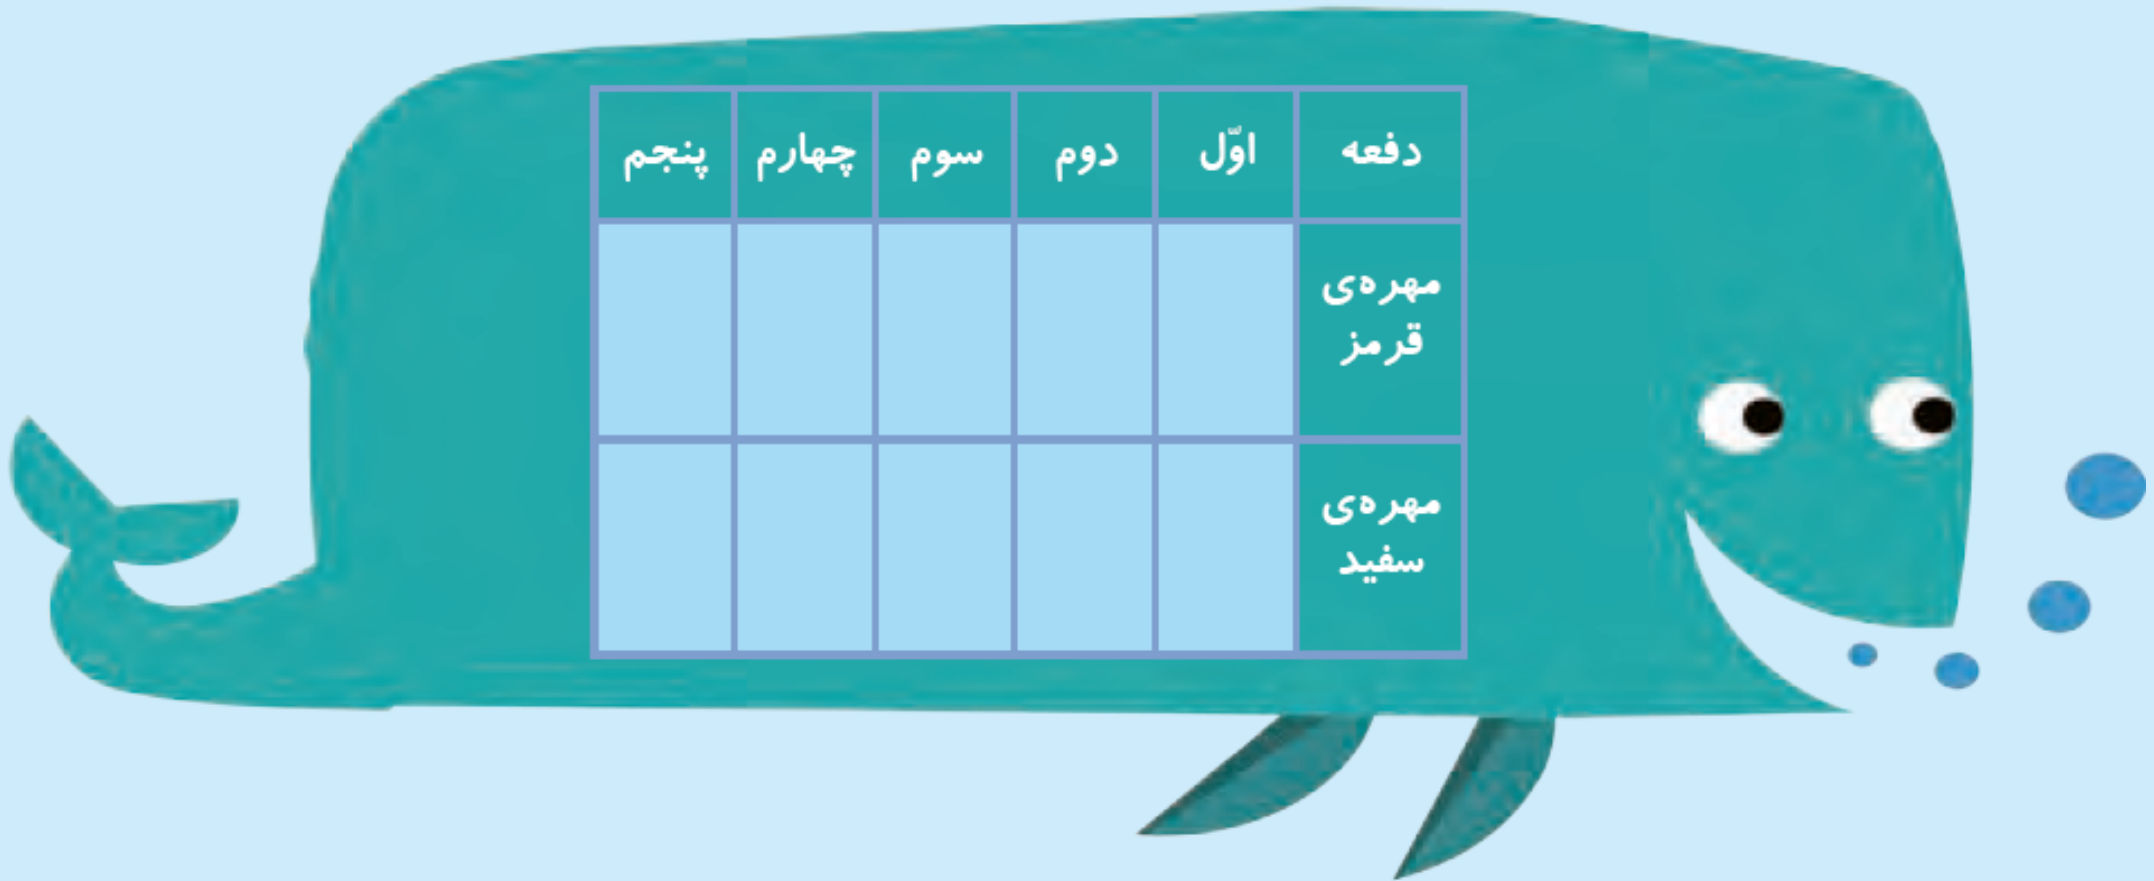 دفعه اوّل دوم سوم چهارم پنجم
مهره‌ی
قرمز
مهره‌ی
سفید